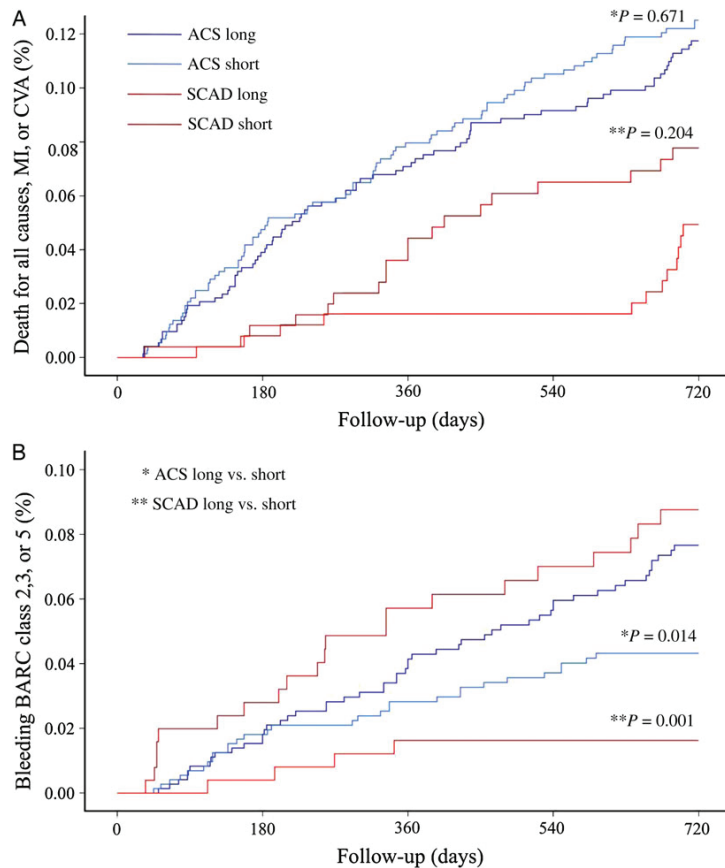 A
Death for all causes, MI, or CVA (%)
0.12
0.10
0.08
0.06
0.04
0.02
0.00
ACS long
ACS short
SCAD long
SCAD short
*P = 0.671
**P = 0.204
0
180
360
540
720
Follow-up (days)
B
Bleeding BARC class 2,3, or 5 (%)
0.10
0.08
0.06
0.04
0.02
0.00
* ACS long vs. short
** SCAD long vs. short
*P = 0.014
**P = 0.001
0
180
360
540
720
Follow-up (days)